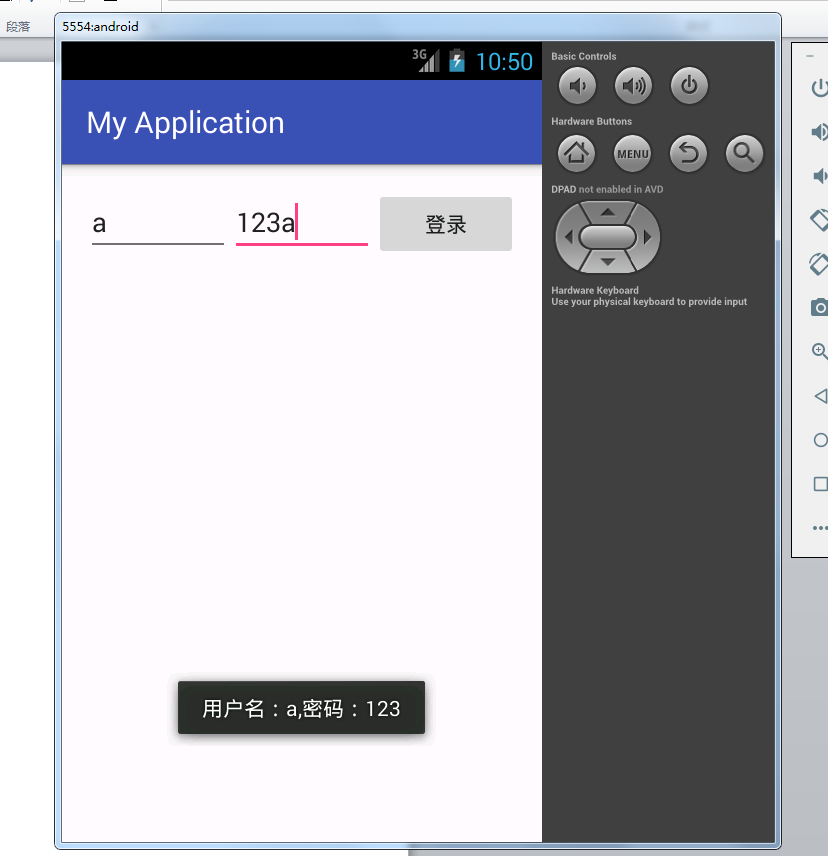 段落
5554:android
3G 10:50
My Application
a 123a 登录
用户名：a,密码：123
Basic Controls
Hardware Buttons
MENU
DPAD not enabled in AVD
Hardware Keyboard
Use your physical keyboard to provide input